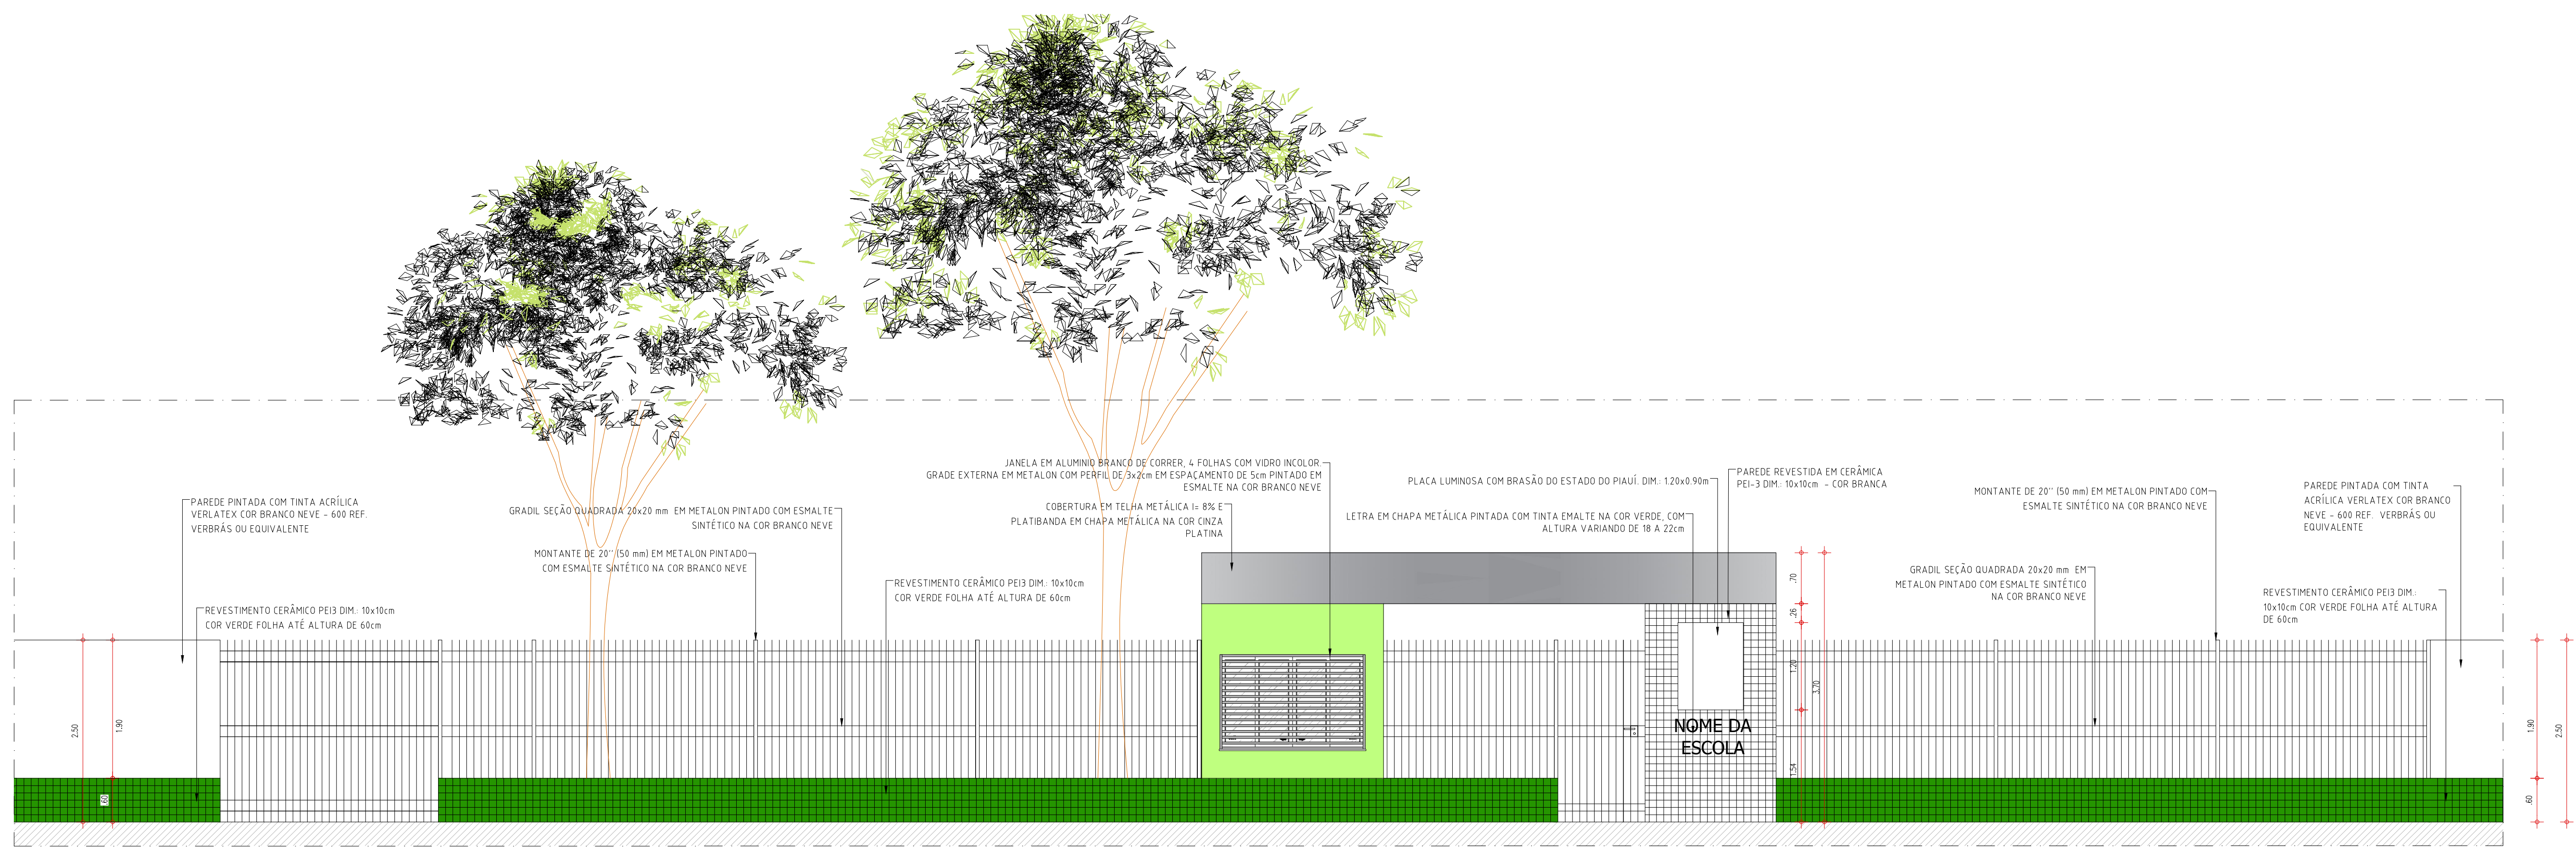 JANELA EM ALUMINIO BRANCO DE CORRER, 4 FOLHAS COM VIDRO INCOLOR.
GRADE EXTERNA EM METALON COM PERFIL DE 3x2cm EM ESPAÇAMENTO DE 5cm PINTADO EM
ESMALTE NA COR BRANCO NEVE
PLACA LUMINOSA COM BRASÃO DO ESTADO DO PIAUÍ. DIM.: 1.20x0.90m
PAREDE REVESTIDA EM CERÂMICA
PEI-3 DIM.: 10x10cm - COR BRANCA
PAREDE PINTADA COM TINTA
ACRÍLICA VERLATEX COR BRANCO
NEVE - 600 REF. VERBRÁS OU
EQUIVALENTE
MONTANTE DE 20'' (50 mm) EM METALON PINTADO COM
ESMALTE SINTÉTICO NA COR BRANCO NEVE
PAREDE PINTADA COM TINTA ACRÍLICA
VERLATEX COR BRANCO NEVE - 600 REF.
VERBRÁS OU EQUIVALENTE
GRADIL SEÇÃO QUADRADA 20x20 mm EM METALON PINTADO COM ESMALTE
SINTÉTICO NA COR BRANCO NEVE
COBERTURA EM TELHA METÁLICA I= 8% E
PLATIBANDA EM CHAPA METÁLICA NA COR CINZA
PLATINA
LETRA EM CHAPA METÁLICA PINTADA COM TINTA EMALTE NA COR VERDE, COM
ALTURA VARIANDO DE 18 A 22cm
MONTANTE DE 20'' (50 mm) EM METALON PINTADO
COM ESMALTE SINTÉTICO NA COR BRANCO NEVE
REVESTIMENTO CERÂMICO PEI3 DIM.: 10x10cm
COR VERDE FOLHA ATÉ ALTURA DE 60cm
GRADIL SEÇÃO QUADRADA 20x20 mm EM
METALON PINTADO COM ESMALTE SINTÉTICO
NA COR BRANCO NEVE
REVESTIMENTO CERÂMICO PEI3 DIM.:
10x10cm COR VERDE FOLHA ATÉ ALTURA
DE 60cm
REVESTIMENTO CERÂMICO PEI3 DIM.: 10x10cm
COR VERDE FOLHA ATÉ ALTURA DE 60cm
2.50
1.90
.60
NOME DA
ESCOLA
.70
.26
1.20
3.70
1.54
1.90
2.50
.60